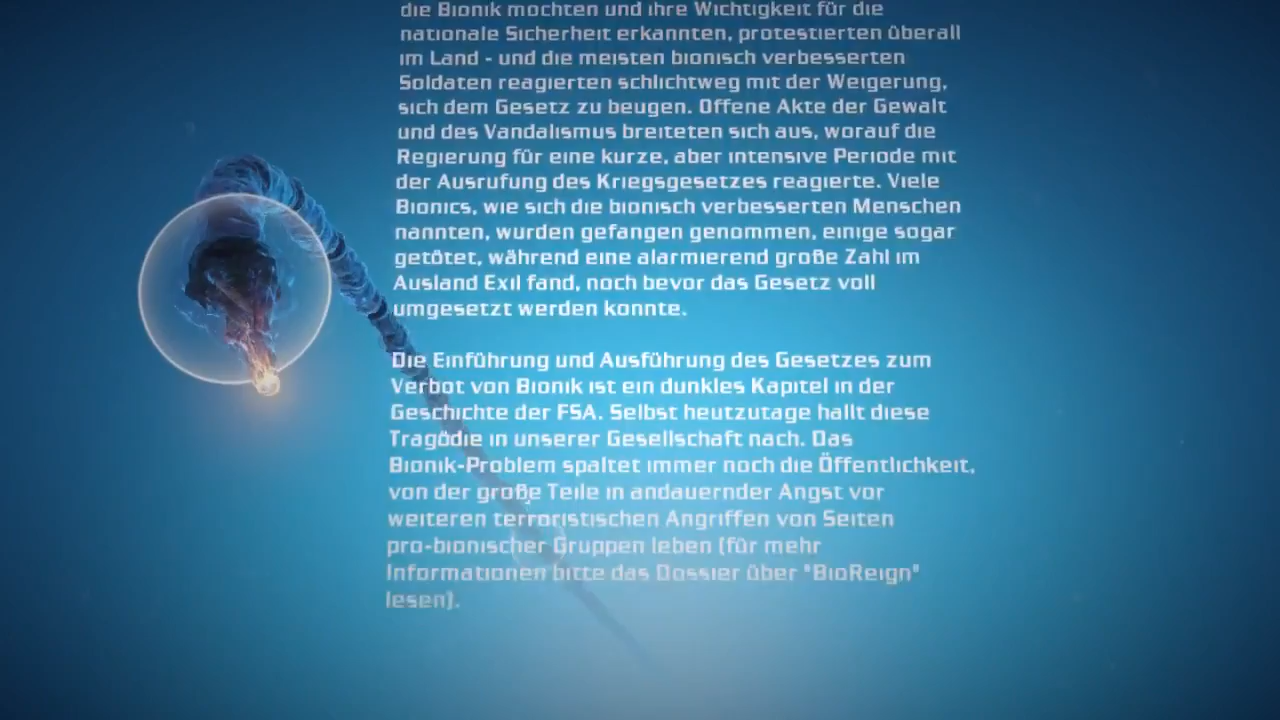 die Bionik mochten und ihre Wichtigkeit für die
nationale Sicherheit erkannten, protestierten überall
im Land - und die meisten bionisch verbesserten
Soldaten reagierten schlichtweg mit der Weigerung,
sich dem Gesetz zu beugen. Offene Akte der Gewalt
und des Vandalismus breiteten sich aus, worauf die
Regierung für eine kurze, aber intensive Periode mit
der Ausrufung des Kriegsgesetzes reagierte. Viele
Bionics, wie sich die bionisch verbesserten Menschen
nannten, wurden gefangen genommen, einige sogar
getötet, während eine alarmierend große Zahl im
Ausland Exil fand, noch bevor das Gesetz voll
umgesetzt werden konnte.
Die Einführung und Ausführung des Gesetzes zum
Verbot von Bionik ist ein dunkles Kapitel in der
Geschichte der FSA. Selbst heutzutage hallt diese
Tragödie in unserer Gesellschaft nach. Das
Bionik-Problem spaltet immer noch die Öffentlichkeit,
von der große Teile in andauernder Angst vor
weiteren terroristischen Angriffen von Seiten
pro-bionischer Gruppen leben (für mehr
Informationen bitte das Dossier über "BioReign"
lesen).